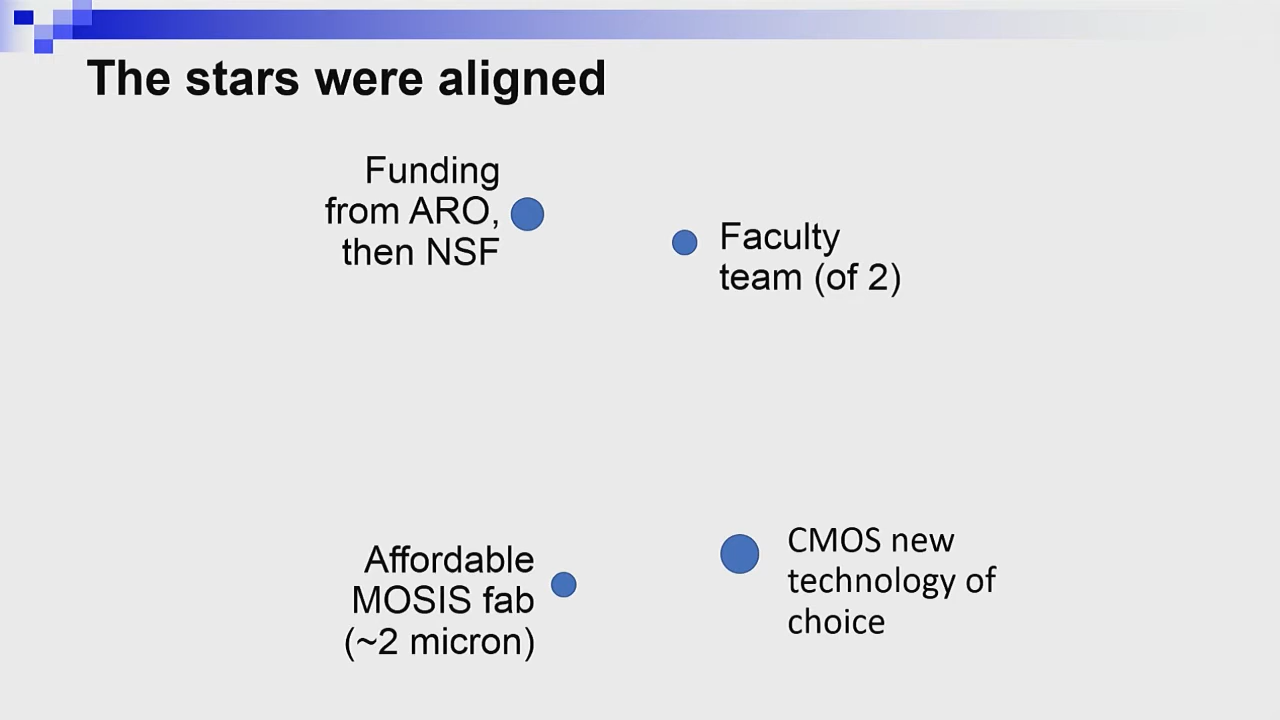 The stars were aligned
Funding
from ARO,
then NSF
Faculty
team (of 2)
Affordable
MOSIS fab
(~2 micron)
CMOS new
technology of
choice